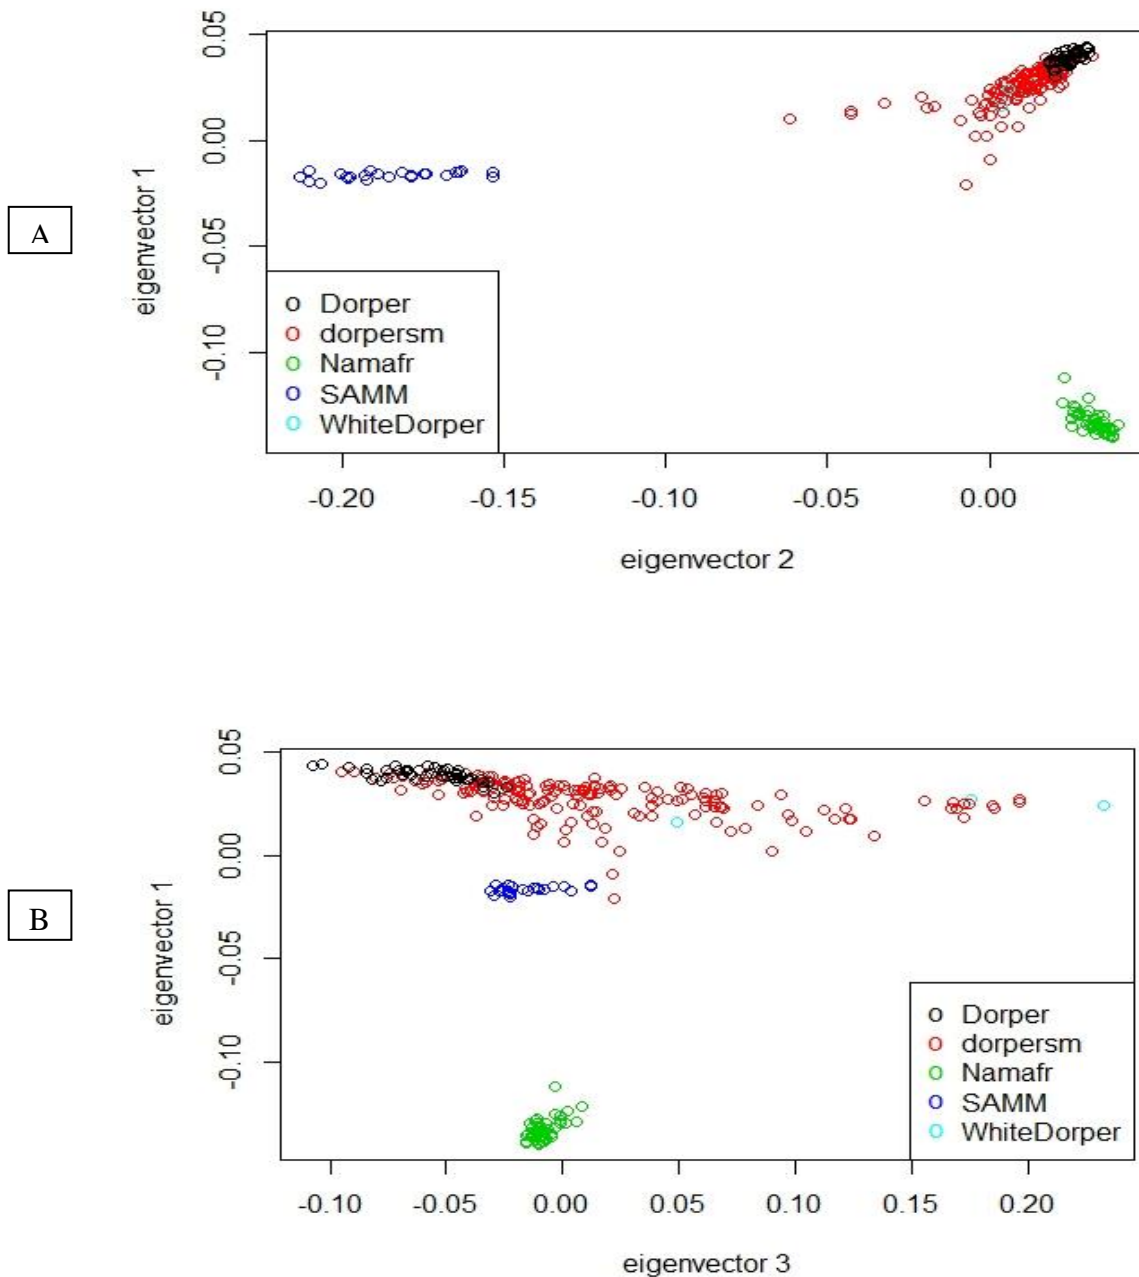 A
eigenvector 1
0.05
0.00
-0.05
-0.10
O Dorper
O dorpersm
O Namafr
O SAMM
O WhiteDorper
-0.20 -0.15 -0.10 -0.05 0.00
eigenvector 2
B
eigenvector 1
0.05
0.00
-0.05
-0.10
O Dorper
O dorpersm
O Namafr
O SAMM
O WhiteDorper
-0.10 -0.05 0.00 0.05 0.10 0.15 0.20
eigenvector 3